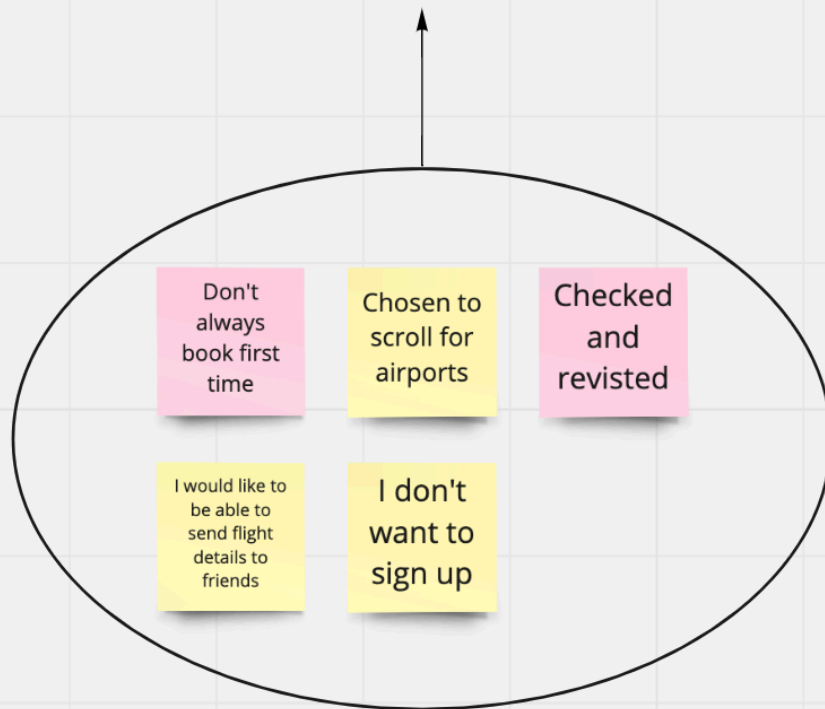 Don't
always
book first
time
Chosen to
scroll for
airports
Checked
and
revisted
I would like to
be able to
send flight
details to
friends
I don't
want to
sign up